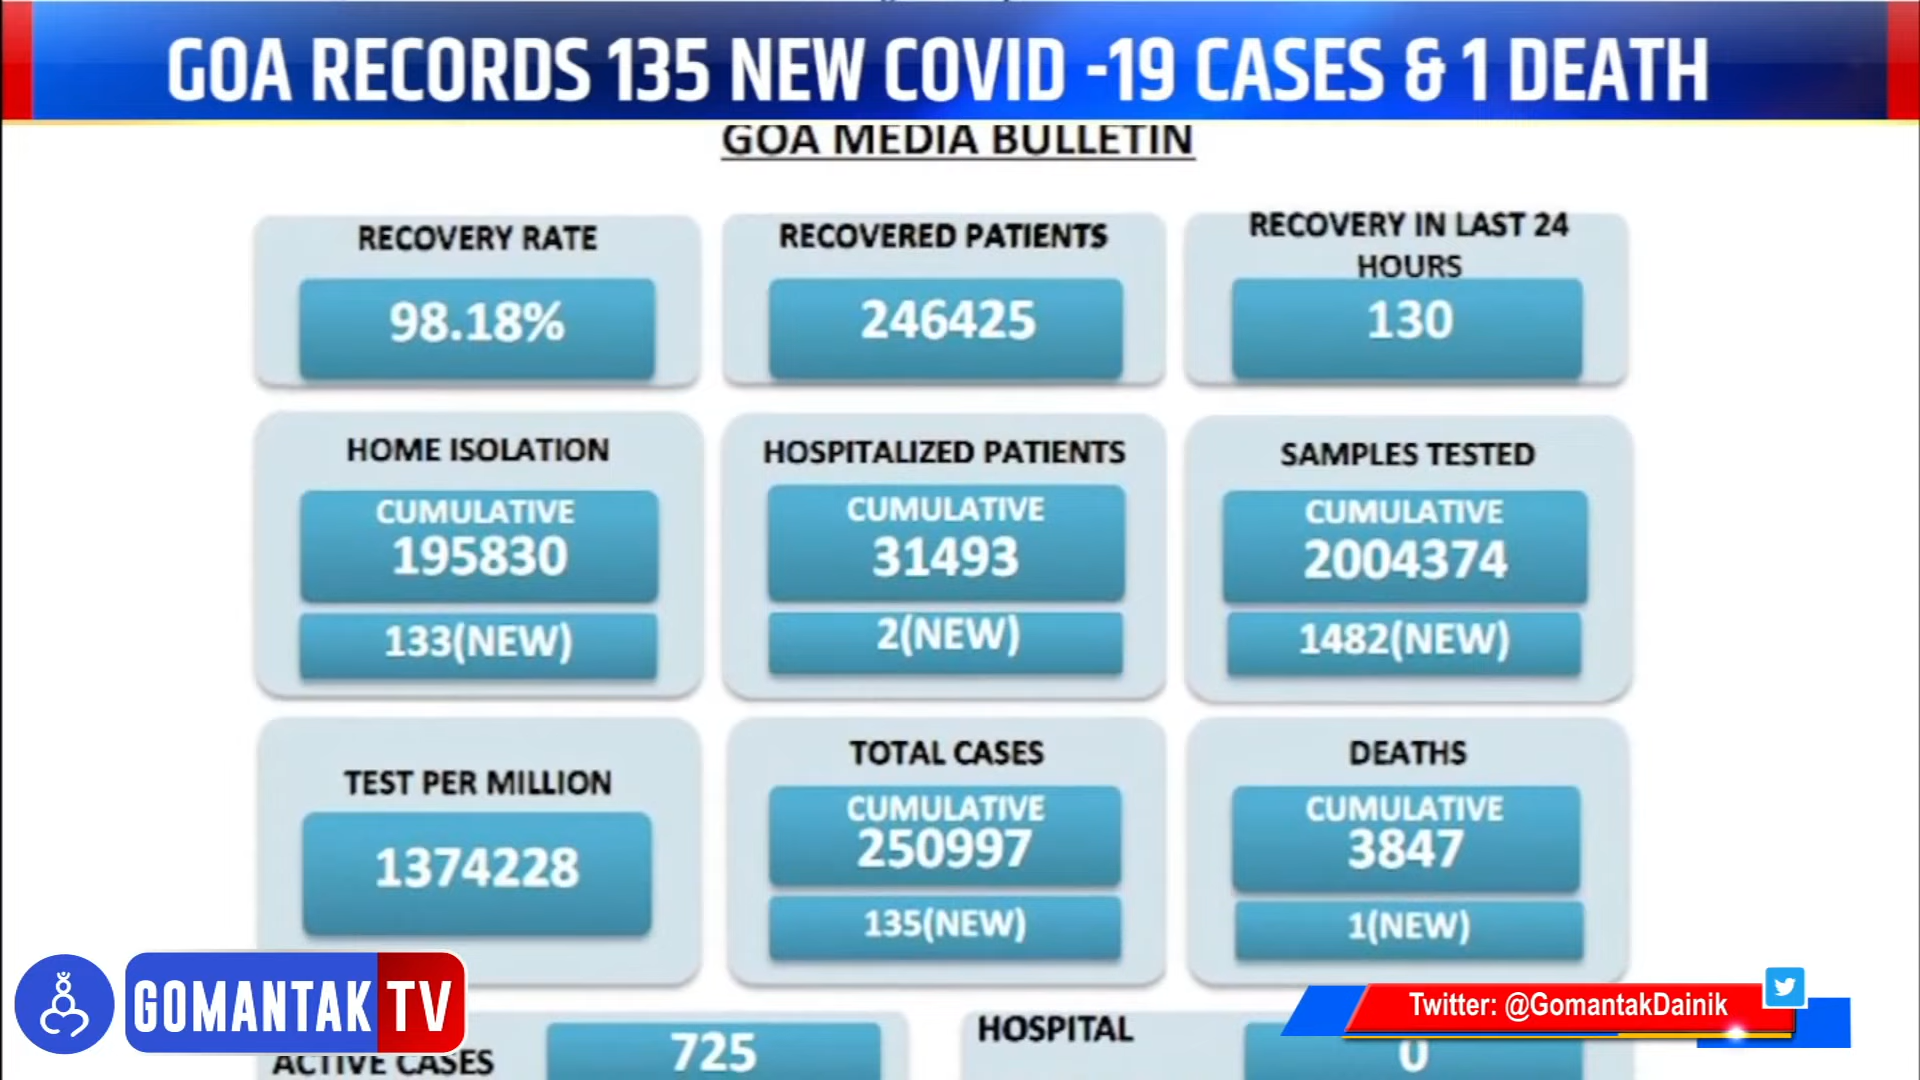 GOA RECORDS 135 NEW COVID -19 CASES & 1 DEATH
GOA MEDIA BULLETIN
RECOVERY RATE
98.18%
RECOVERED PATIENTS
246425
RECOVERY IN LAST 24
HOURS
130
HOME ISOLATION
CUMULATIVE
195830
133(NEW)
HOSPITALIZED PATIENTS
CUMULATIVE
31493
2(NEW)
SAMPLES TESTED
CUMULATIVE
2004374
1482(NEW)
TEST PER MILLION
1374228
TOTAL CASES
CUMULATIVE
250997
135(NEW)
DEATHS
CUMULATIVE
3847
1(NEW)
ACTIVE CASES
725
HOSPITAL
0
GOMANTAK TV
Twitter: @GomantakDainik